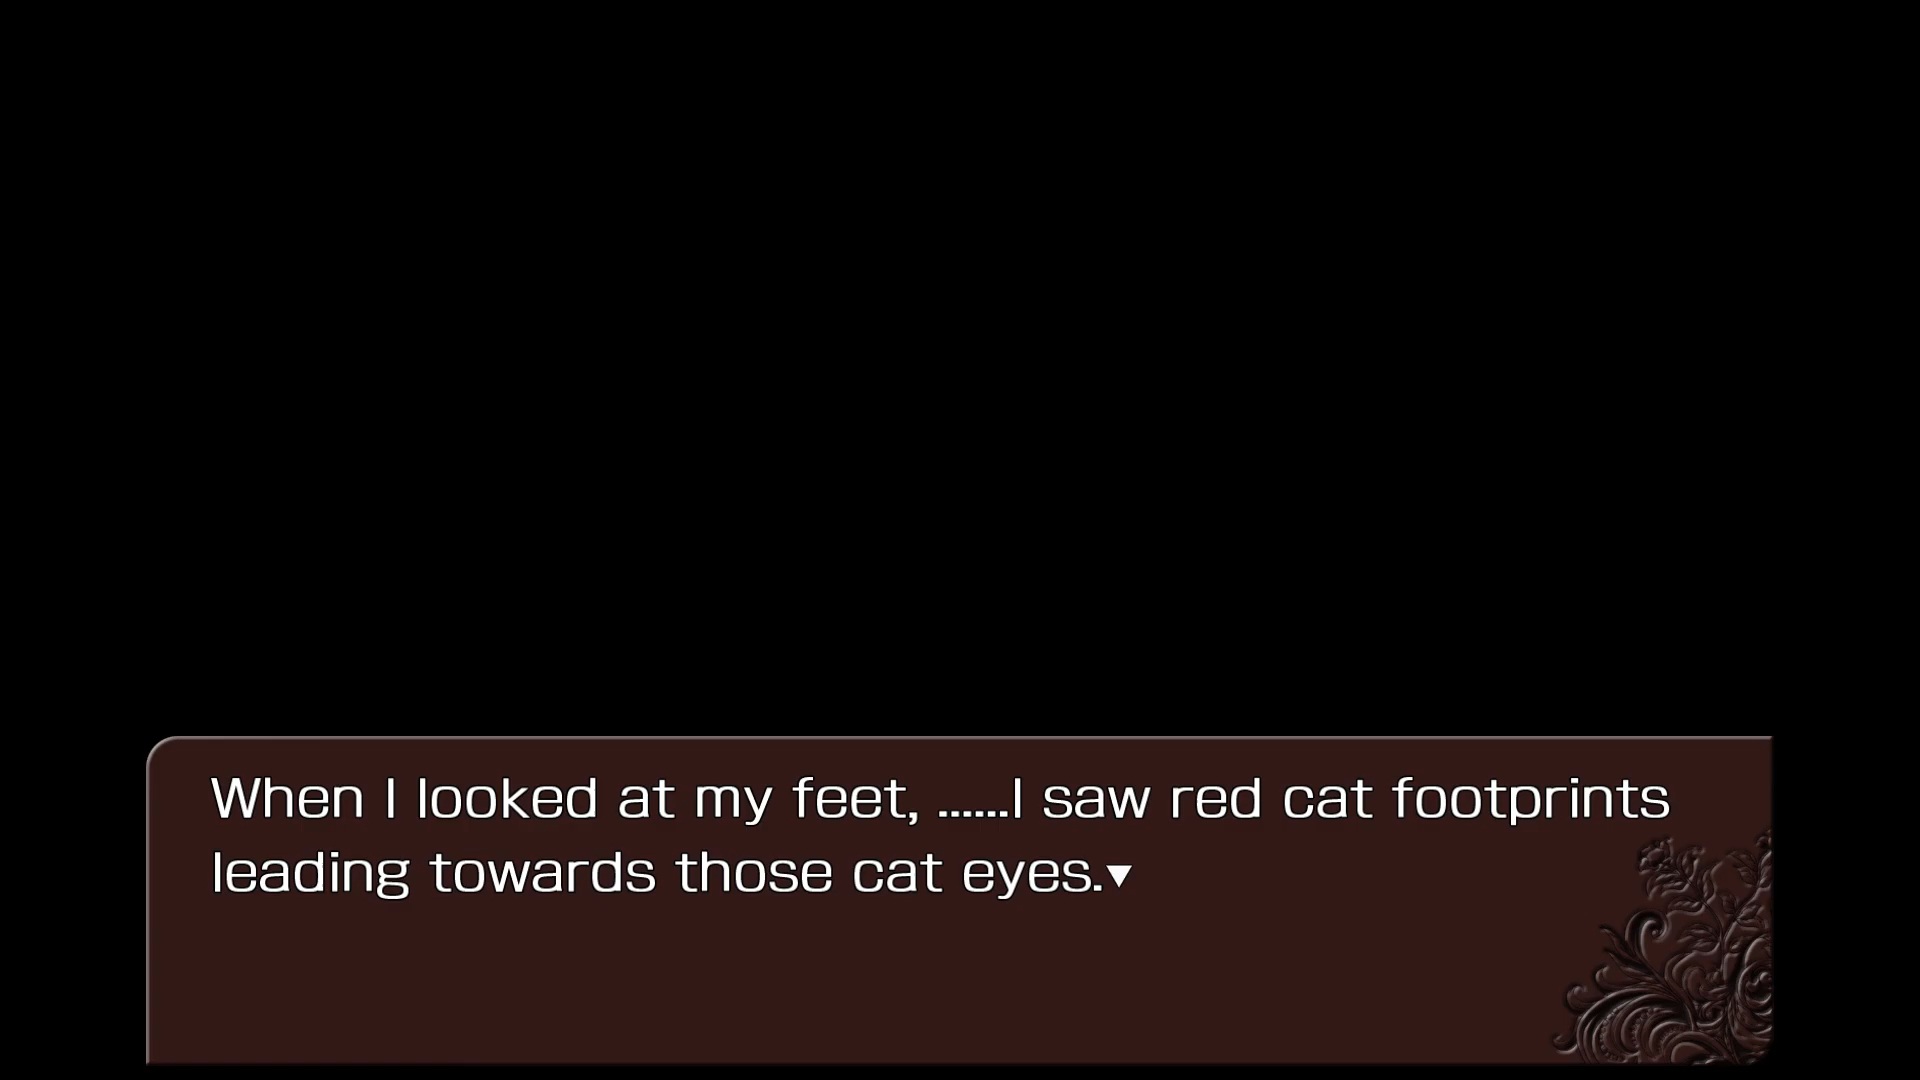 When I looked at my feet, ......I saw red cat footprints
leading towards those cat eyes.▼